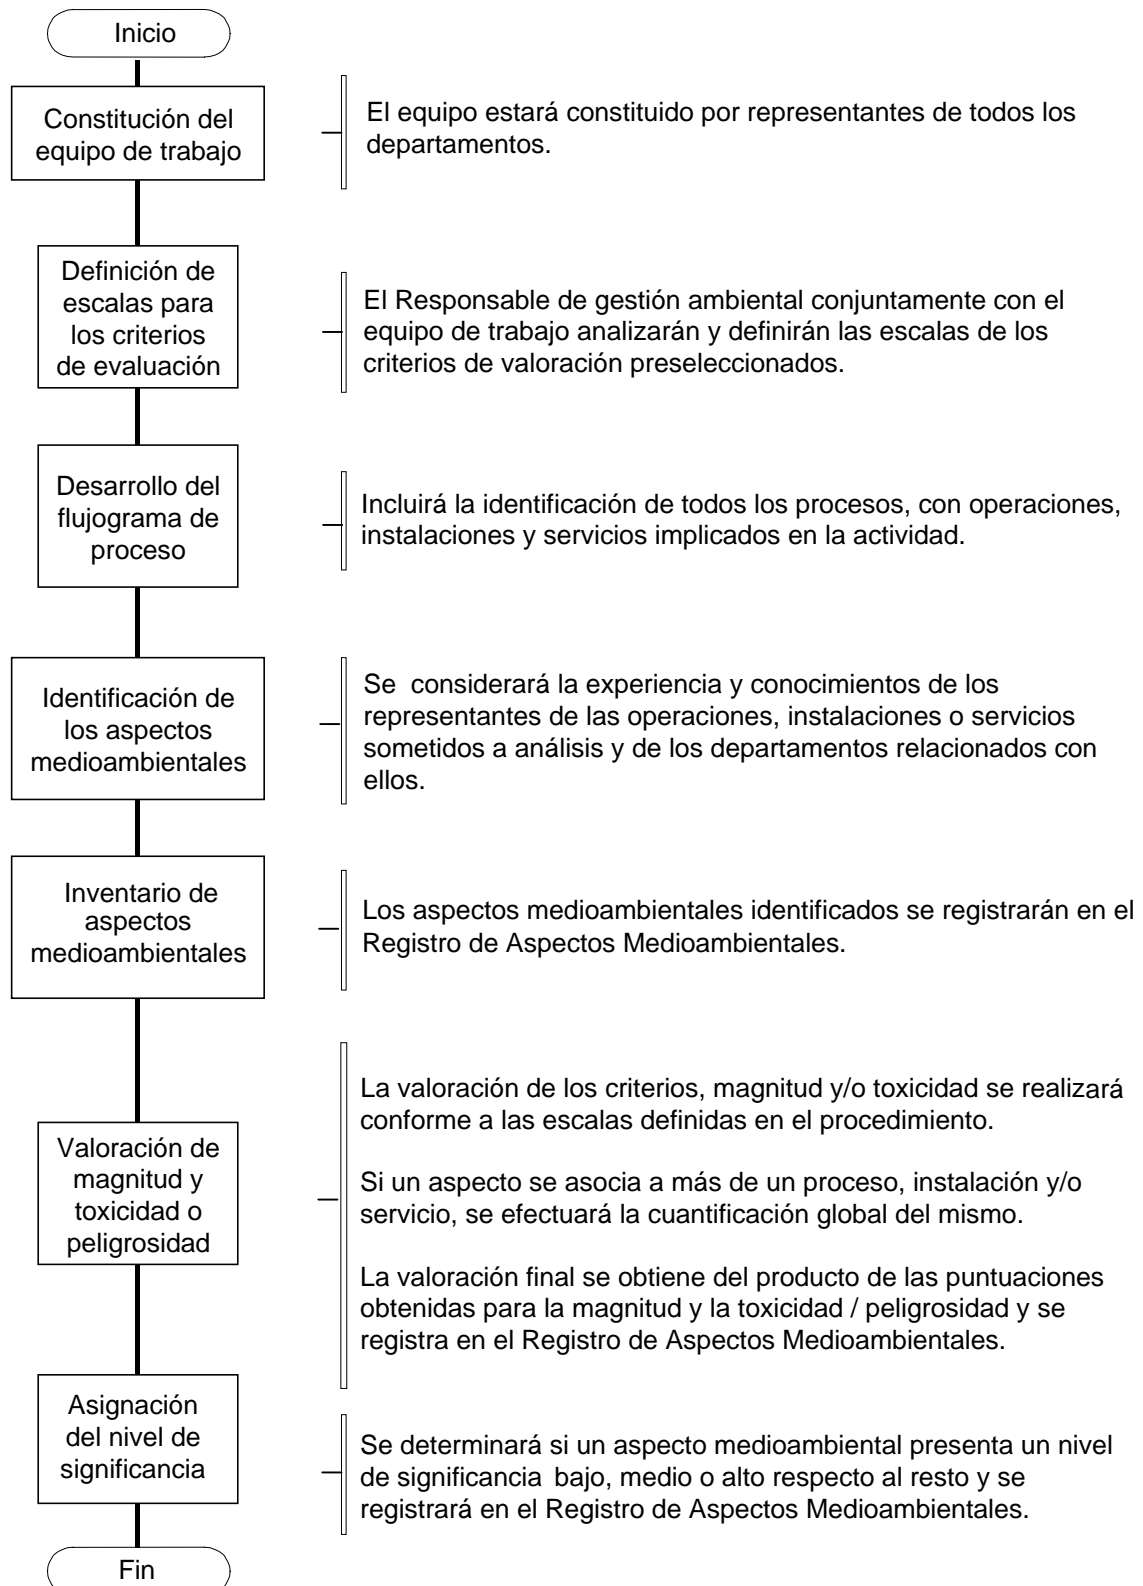 Inicio
Constitución del
equipo de trabajo
El equipo estará constituido por representantes de todos los
departamentos.
Definición de
escalas para
los criterios
de evaluación
El Responsable de gestión ambiental conjuntamente con el
equipo de trabajo analizarán y definirán las escalas de los
criterios de valoración preseleccionados.
Desarrollo del
flujograma de
proceso
Incluirá la identificación de todos los procesos, con operaciones,
instalaciones y servicios implicados en la actividad.
Identificación de
los aspectos
medioambientales
Se considerará la experiencia y conocimientos de los
representantes de las operaciones, instalaciones o servicios
sometidos a análisis y de los departamentos relacionados con
ellos.
Inventario de
aspectos
medioambientales
Los aspectos medioambientales identificados se registrarán en el
Registro de Aspectos Medioambientales.
Valoración de
magnitud y
toxicidad o
peligrosidad
La valoración de los criterios, magnitud y/o toxicidad se realizará
conforme a las escalas definidas en el procedimiento.
Si un aspecto se asocia a más de un proceso, instalación y/o
servicio, se efectuará la cuantificación global del mismo.
La valoración final se obtiene del producto de las puntuaciones
obtenidas para la magnitud y la toxicidad / peligrosidad y se
registra en el Registro de Aspectos Medioambientales.
Asignación
del nivel de
significancia
Se determinará si un aspecto medioambiental presenta un nivel
de significancia bajo, medio o alto respecto al resto y se
registrará en el Registro de Aspectos Medioambientales.
Fin